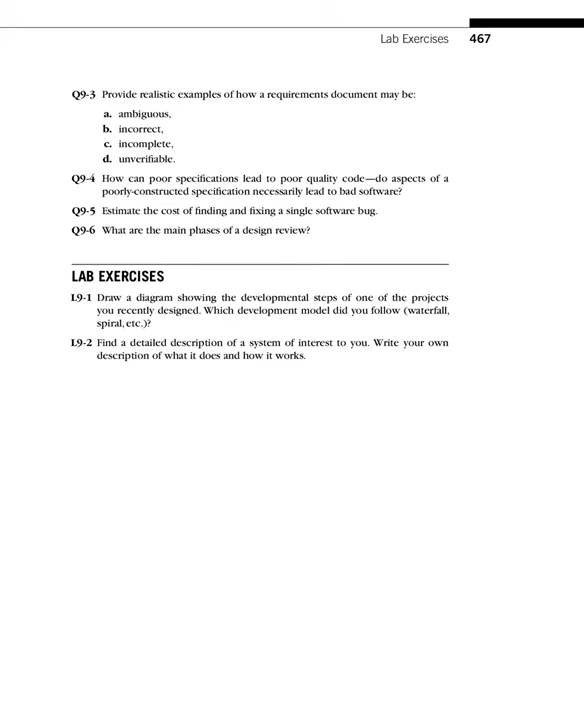 Lab Exercises 467
Q9-3 Provide realistic examples of how a requirements document may be:
a. ambiguous,
b. incorrect,
c. incomplete,
d. unverifiable.
Q9-4 How can poor specifications lead to poor quality code—do aspects of a
poorly-constructed specification necessarily lead to bad software?
Q9-5 Estimate the cost of finding and fixing a single software bug.
Q9-6 What are the main phases of a design review?
LAB EXERCISES
L9-1 Draw a diagram showing the developmental steps of one of the projects
you recently designed. Which development model did you follow (waterfall,
spiral, etc.)?
L9-2 Find a detailed description of a system of interest to you. Write your own
description of what it does and how it works.